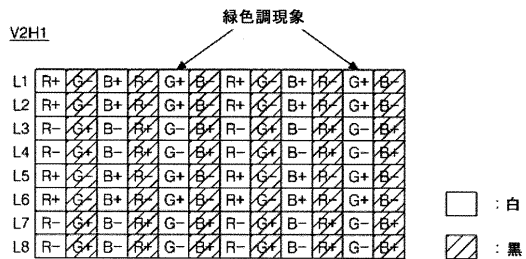 緑色調現象
V2H1
L1 R+ G- B+ R- G+ B- R+ G- B+ R- G+ B-
L2 R+ G- B+ R- G+ B- R+ G- B+ R- G+ B-
L3 R- G+ B- R+ G- B+ R- G+ B- R+ G- B+
L4 R- G+ B- R+ G- B+ R- G+ B- R+ G- B+
L5 R+ G- B+ R- G+ B- R+ G- B+ R- G+ B-
L6 R+ G- B+ R- G+ B- R+ G- B+ R- G+ B-
L7 R- G+ B- R+ G- B+ R- G+ B- R+ G- B+
L8 R- G+ B- R+ G- B+ R- G+ B- R+ G- B+
: 白
: 黒